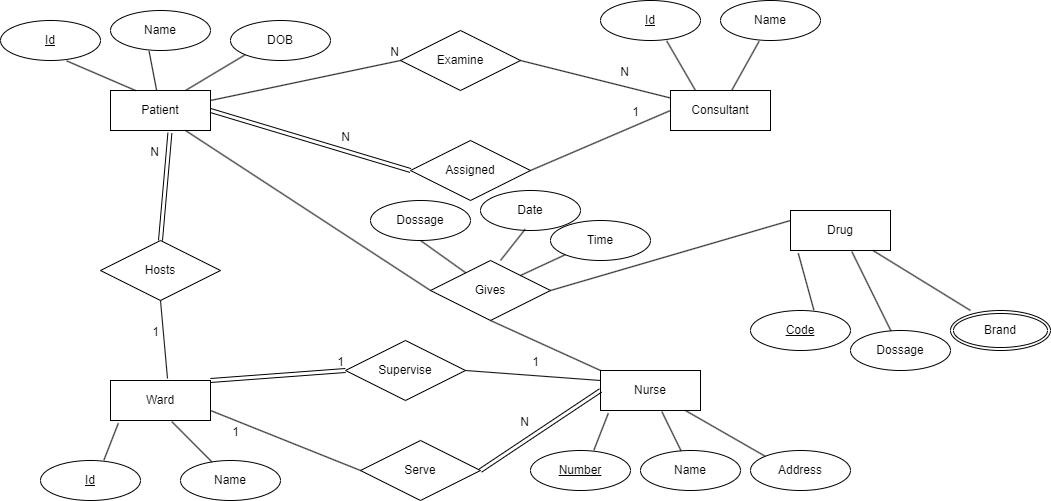 Id
Name
DOB
Id
Name
N
Examine
N
Patient
Consultant
N
1
Assigned
N
Dossage
Date
Time
Drug
Hosts
Gives
1
Code
Dossage
Brand
Ward
1
Supervise
1
Nurse
1
N
Serve
Id
Name
Number
Name
Address